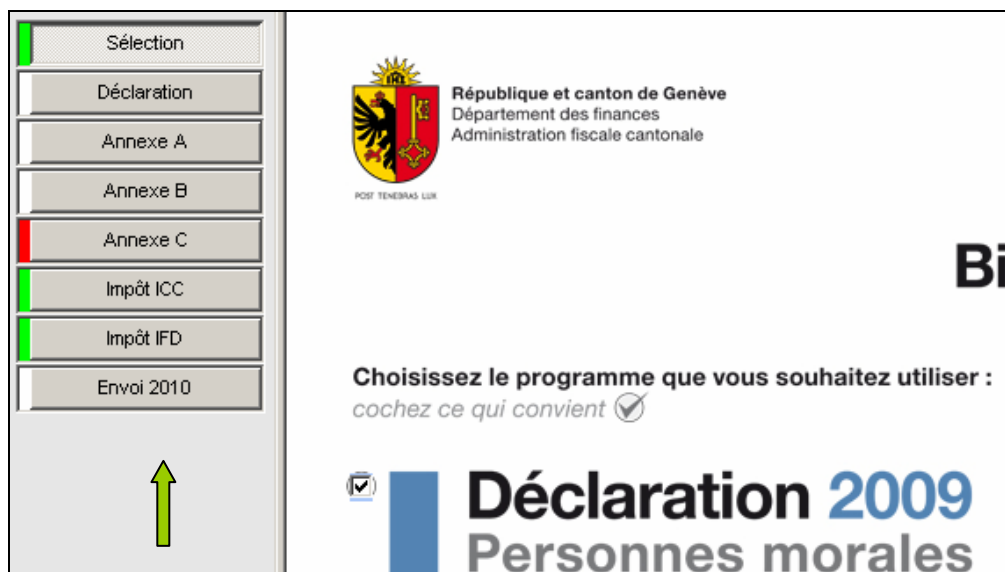 Sélection
Déclaration
Annexe A
Annexe B
Annexe C
Impôt ICC
Impôt IFD
Envoi 2010
République et canton de Genève
Département des finances
Administration fiscale cantonale
POST TENEBRAS LUX
Bi
Choisissez le programme que vous souhaitez utiliser :
cochez ce qui convient
Déclaration 2009
Personnes morales